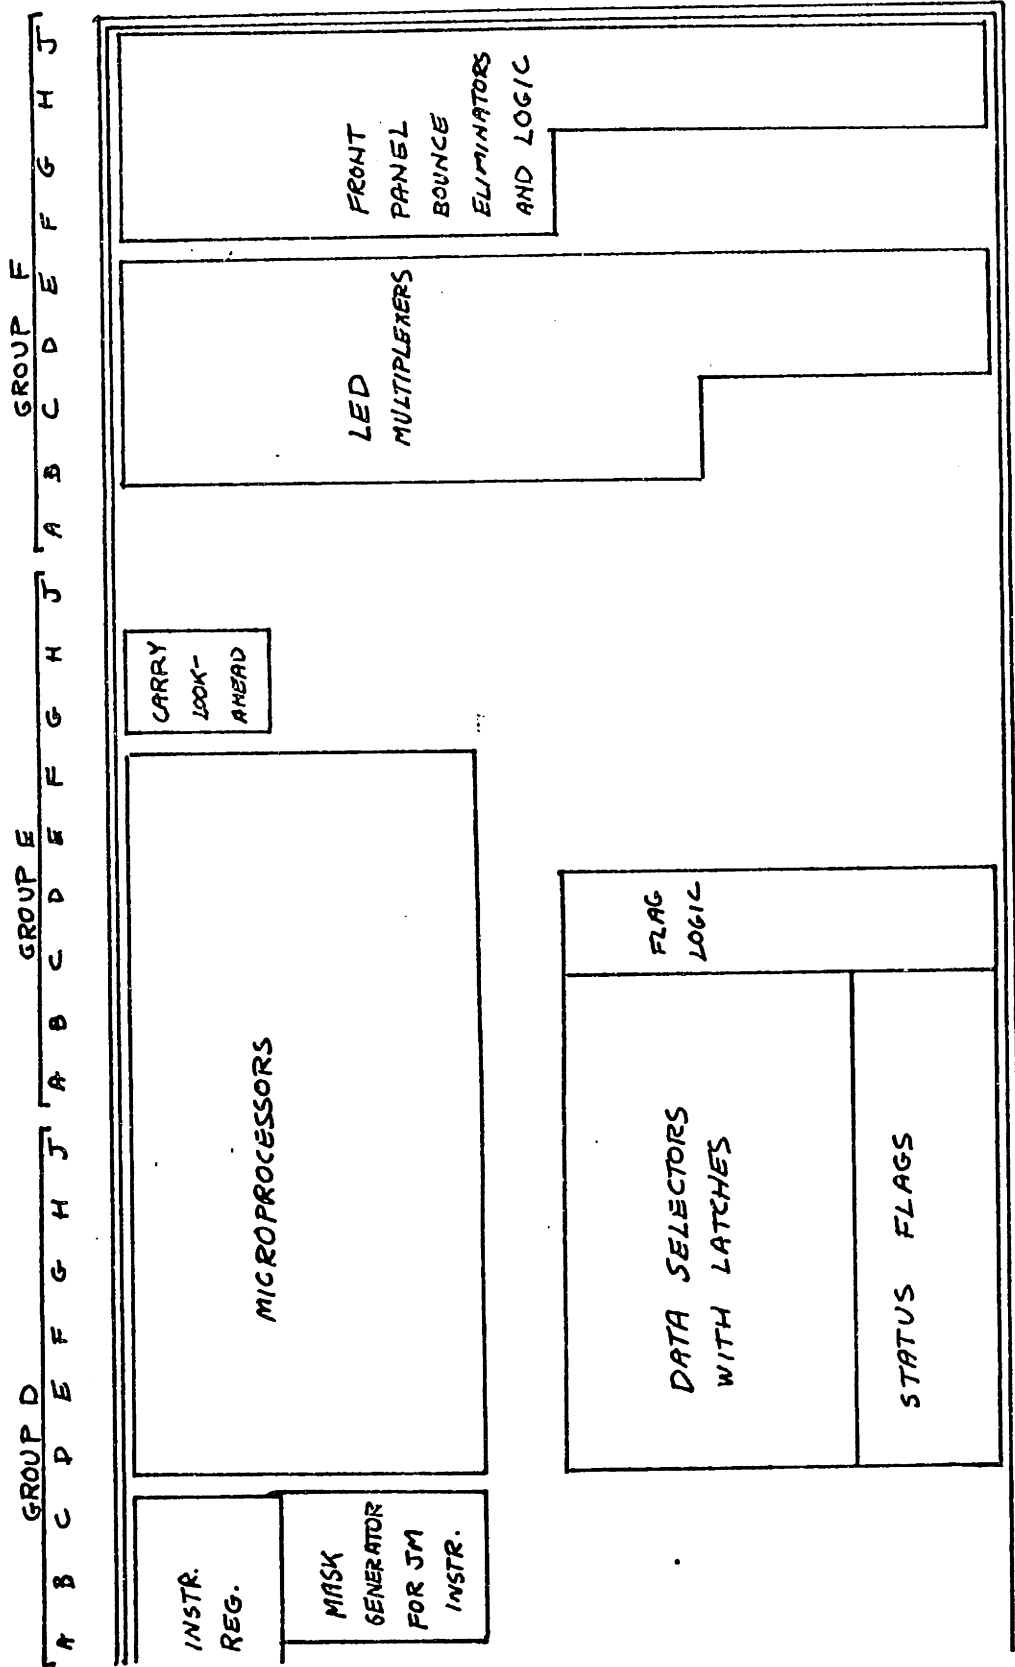 GROUP D
A B C D E F G H J
GROUP E
A B C D E F G H J
GROUP F
A B C D E F G H J
INSTR.
REG.
MASK
GENERATOR
FOR JM
INSTR.
MICROPROCESSORS
CARRY
LOOK-
AHEAD
LED
MULTIPLEXERS
FRONT
PANEL
BOUNCE
ELIMINATORS
AND LOGIC
DATA SELECTORS
WITH LATCHES
STATUS FLAGS
FLAG
LOGIC